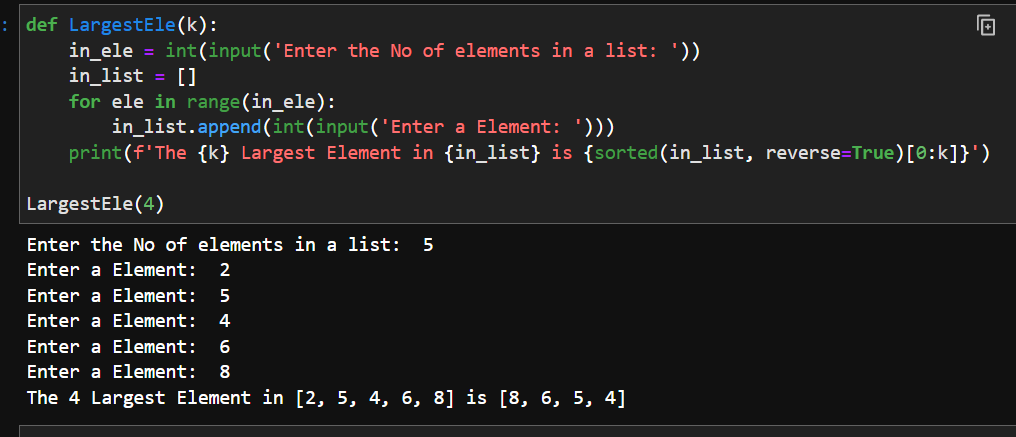 :
def LargestEle(k):
    in_ele = int(input('Enter the No of elements in a list: '))
    in_list = []
    for ele in range(in_ele):
        in_list.append(int(input('Enter a Element: ')))
    print(f'The {k} Largest Element in {in_list} is {sorted(in_list, reverse=True)[0:k]}')

LargestEle(4)
Enter the No of elements in a list:  5
Enter a Element:  2
Enter a Element:  5
Enter a Element:  4
Enter a Element:  6
Enter a Element:  8
The 4 Largest Element in [2, 5, 4, 6, 8] is [8, 6, 5, 4]